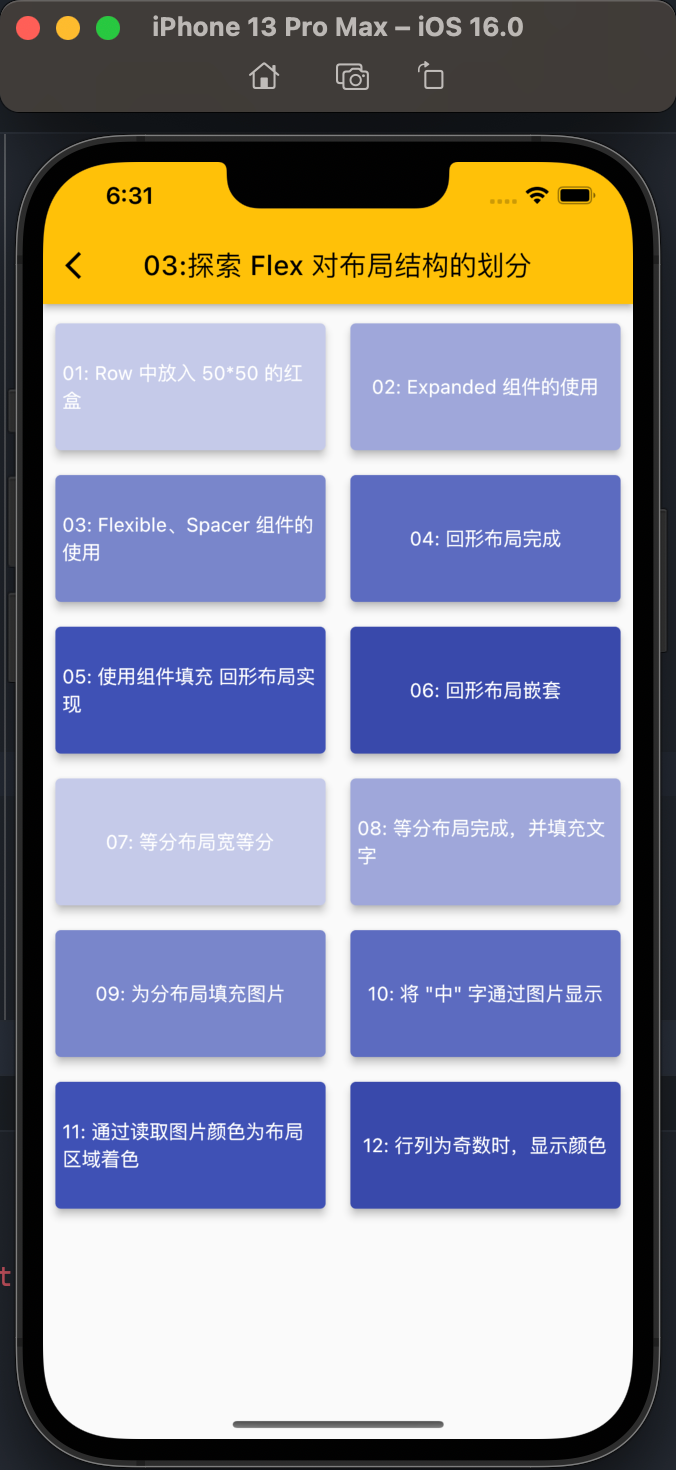 iPhone 13 Pro Max – iOS 16.0
6:31
03:探索 Flex 对布局结构的划分
01: Row 中放入 50*50 的红
盒
02: Expanded 组件的使用
03: Flexible、Spacer 组件的
使用
04: 回形布局完成
05: 使用组件填充 回形布局实
现
06: 回形布局嵌套
07: 等分布局宽等分
08: 等分布局完成，并填充文
字
09: 为分布局填充图片
10: 将 "中" 字通过图片显示
11: 通过读取图片颜色为布局
区域着色
12: 行列为奇数时，显示颜色
t